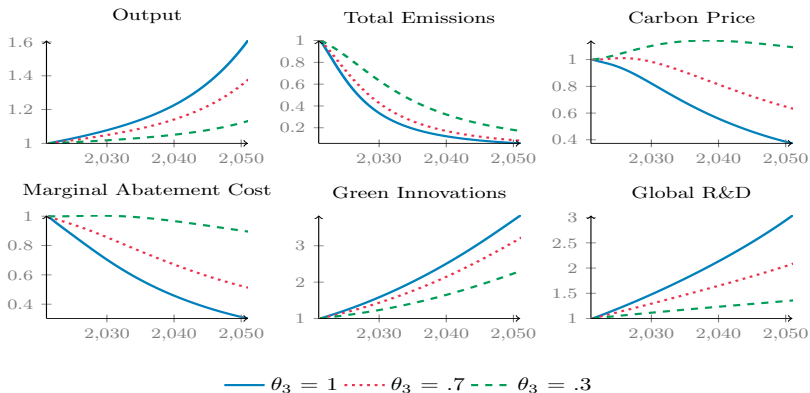 Output
1.6
1.4
1.2
1
2,030 2,040 2,050
Total Emissions
1
0.8
0.6
0.4
0.2
2,030 2,040 2,050
Carbon Price
1
0.8
0.6
0.4
2,030 2,040 2,050
Marginal Abatement Cost
1
0.8
0.6
0.4
2,030 2,040 2,050
Green Innovations
3
2
1
2,030 2,040 2,050
Global R&D
3
2.5
2
1.5
1
2,030 2,040 2,050
θ₃ = 1 θ₃ = .7 θ₃ = .3